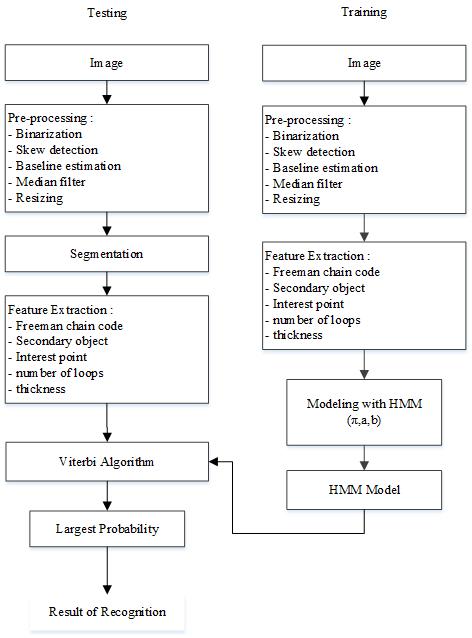 Testing
Image
Pre-processing :
- Binarization
- Skew detection
- Baseline estimation
- Median filter
- Resizing
Segmentation
Feature Extraction :
- Freeman chain code
- Secondary object
- Interest point
- number of loops
- thickness
Viterbi Algorithm
Largest Probability
Result of Recognition
Training
Image
Pre-processing :
- Binarization
- Skew detection
- Baseline estimation
- Median filter
- Resizing
Feature Extraction :
- Freeman chain code
- Secondary object
- Interest point
- number of loops
- thickness
Modeling with HMM
(π,a,b)
HMM Model